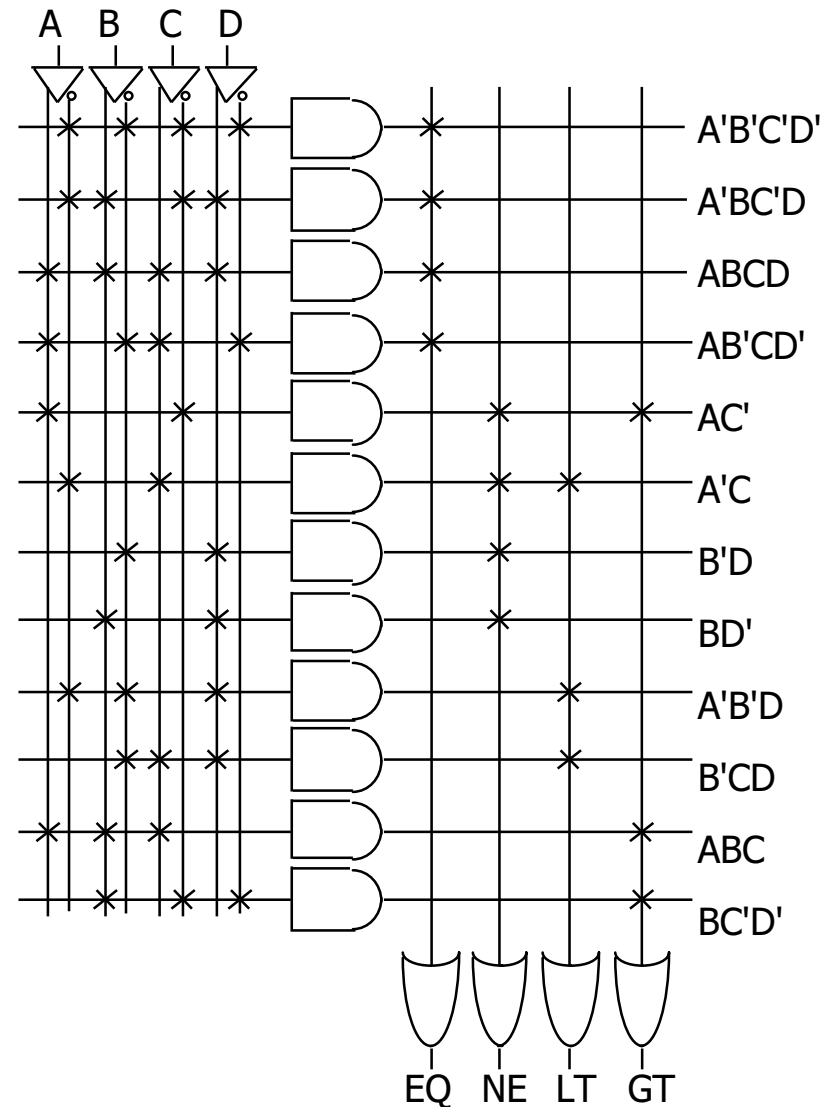 A B C D
A'B'C'D'
A'BC'D
ABCD
AB'CD'
AC'
A'C
B'D
BD'
A'B'D
B'CD
ABC
BC'D'
EQ NE LT GT